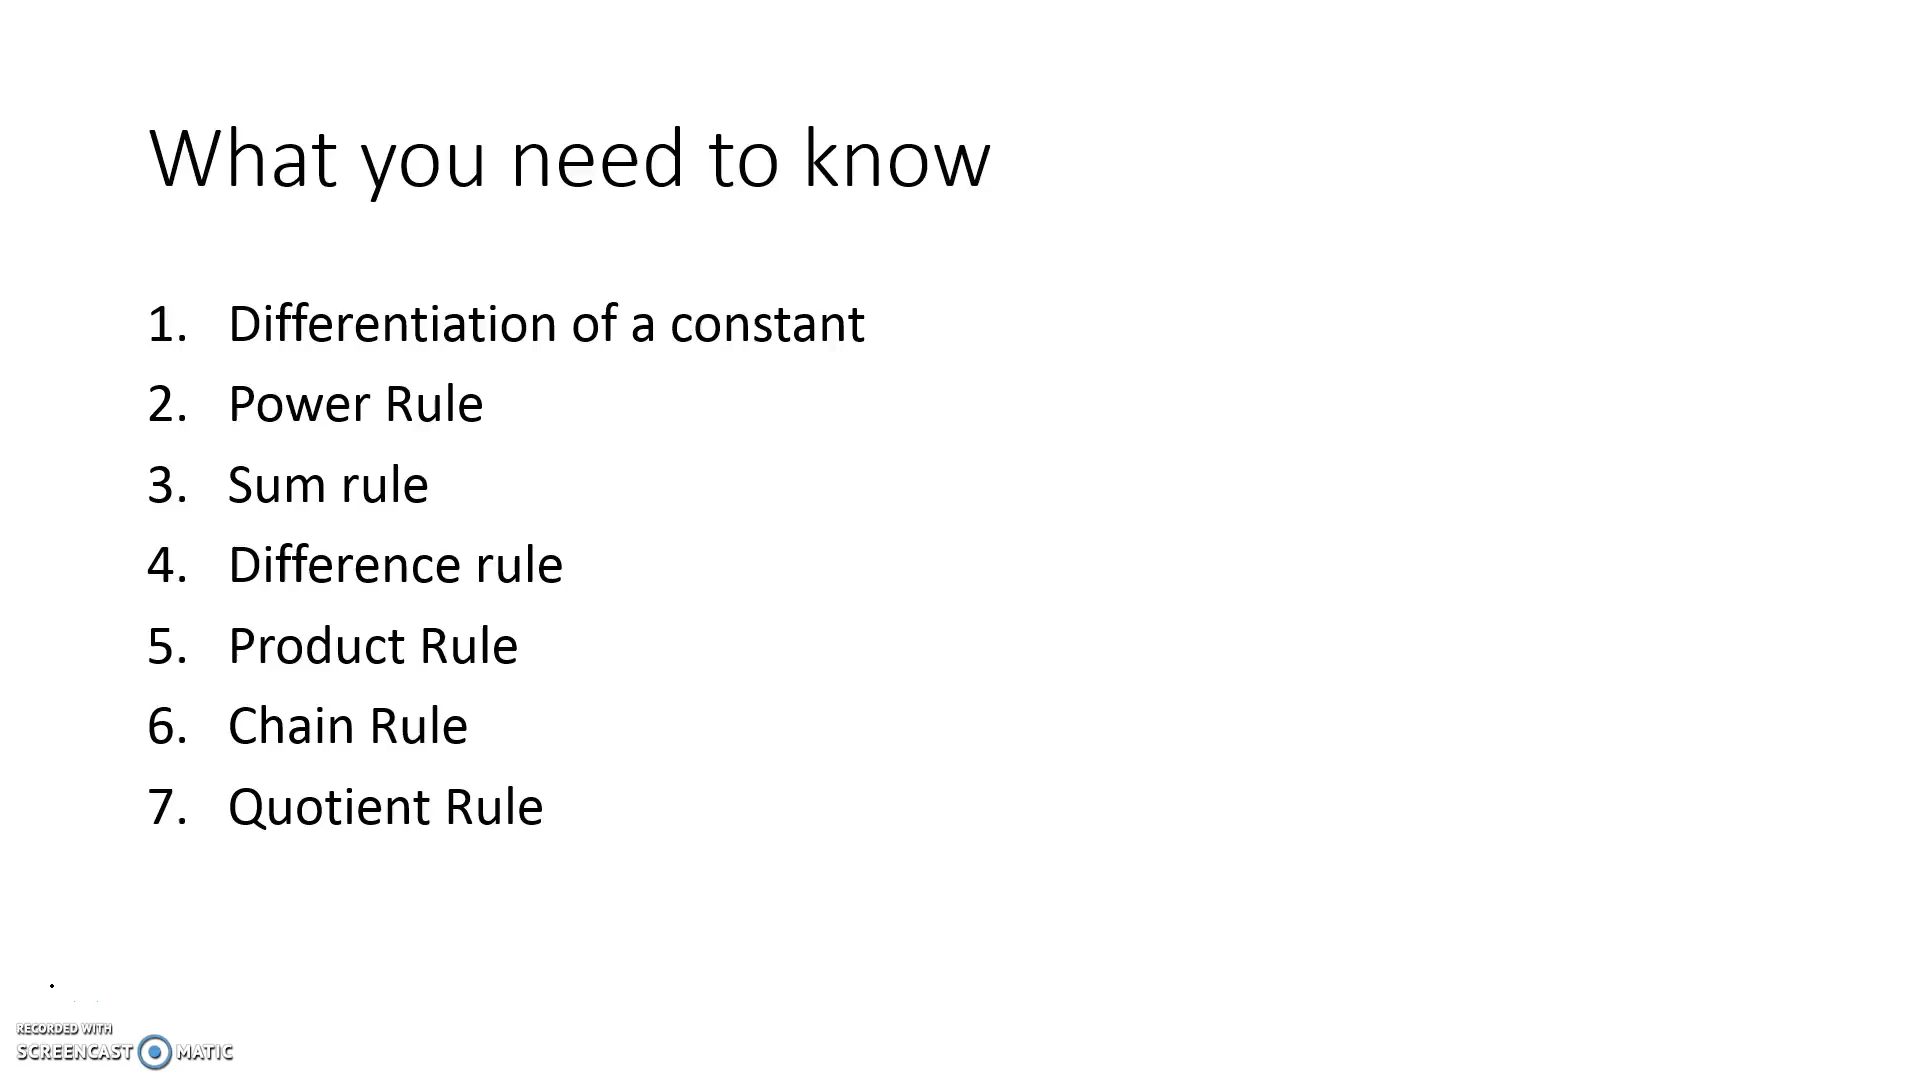 What you need to know
1. Differentiation of a constant
2. Power Rule
3. Sum rule
4. Difference rule
5. Product Rule
6. Chain Rule
7. Quotient Rule
RECORDED WITH
SCREENCAST MATIC